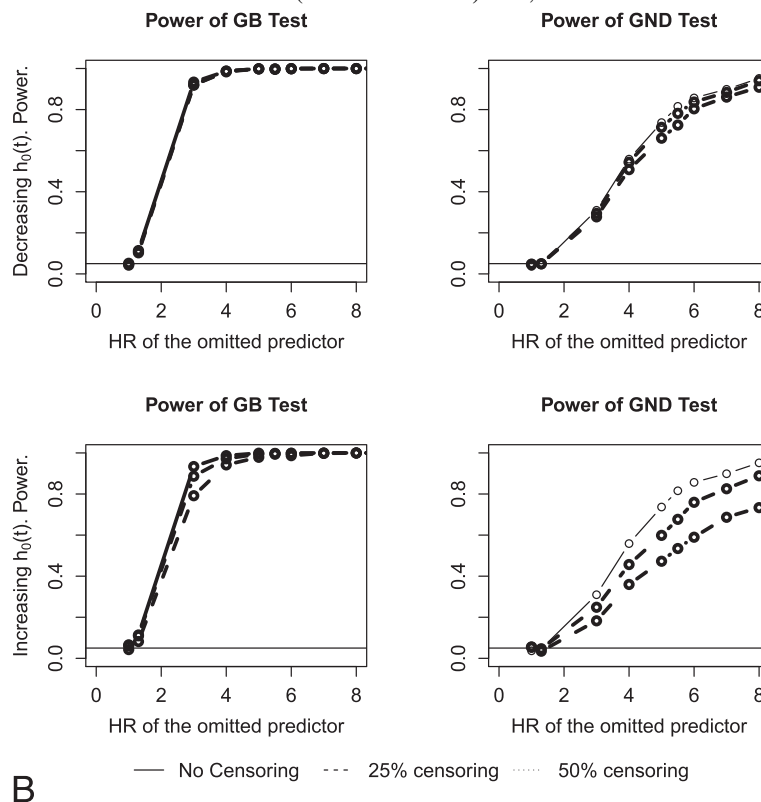 Power of GB Test
Power of GND Test
Decreasing h0(t). Power.
0.0 0.4 0.8
0.0 0.4 0.8
0 2 4 6 8
0 2 4 6 8
HR of the omitted predictor
HR of the omitted predictor
Power of GB Test
Power of GND Test
Increasing h0(t). Power.
0.0 0.4 0.8
0.0 0.4 0.8
0 2 4 6 8
0 2 4 6 8
HR of the omitted predictor
HR of the omitted predictor
No Censoring 25% censoring 50% censoring
B